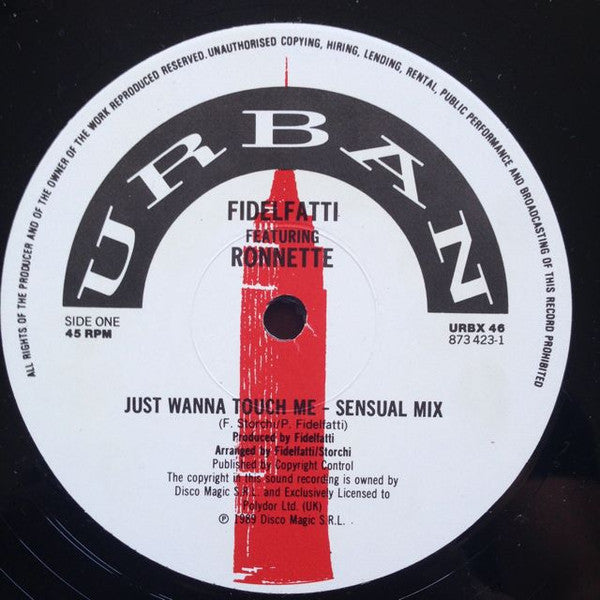 ALL RIGHTS OF THE PRODUCER AND OF THE OWNER OF THE WORK REPRODUCED RESERVED. UNAUTHORISED COPYING, HIRING, LENDING, RENTAL, PUBLIC PERFORMANCE AND BROADCASTING OF THIS RECORD PROHIBITED
URBAN
FIDELFATTI
FEATURING
RONNETTE
SIDE ONE
45 RPM
URBX 46
873 423-1
JUST WANNA TOUCH ME - SENSUAL MIX
(F. Storchi/P. Fidelfatti)
Produced by Fidelfatti
Arranged by Fidelfatti/Storchi
Published by Copyright Control
The copyright in this sound recording is owned by
Disco Magic S.R.L. and Exclusively Licensed to
Polydor Ltd. (UK)
℗ 1989 Disco Magic S.R.L.